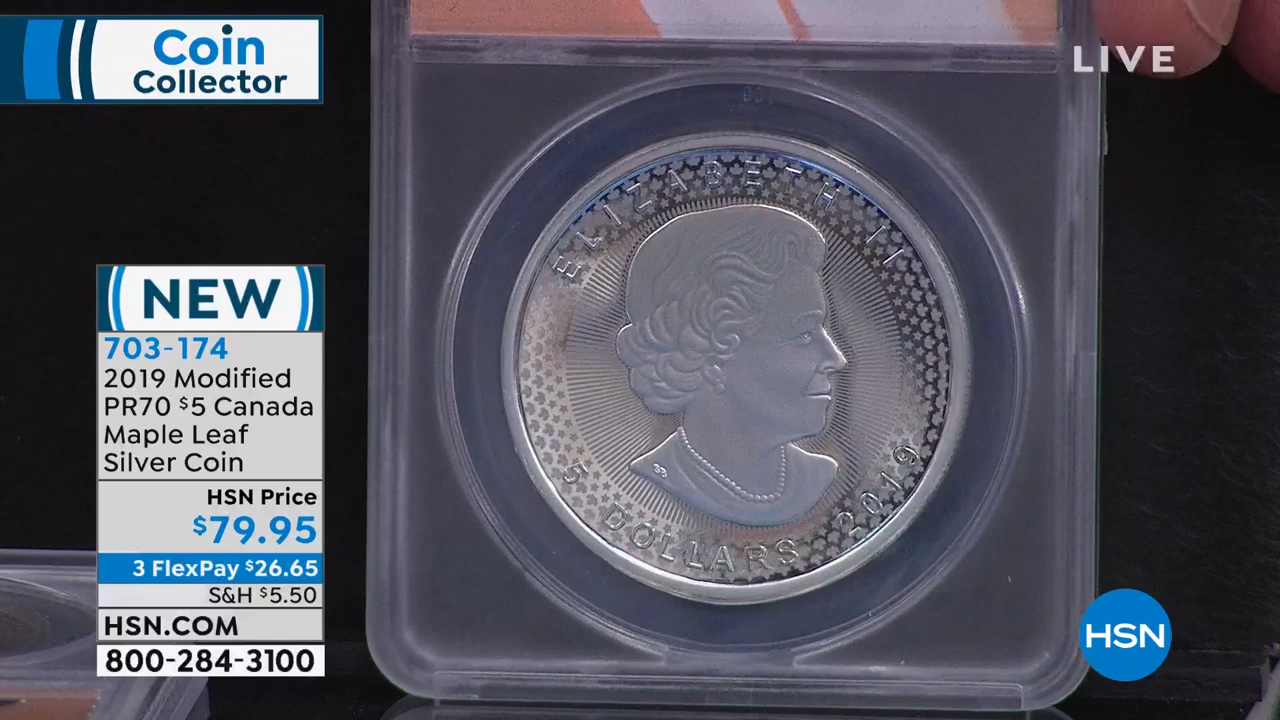 Coin
Collector
LIVE
NEW
703-174
2019 Modified
PR70 $5 Canada
Maple Leaf
Silver Coin
HSN Price
$79.95
3 FlexPay $26.65
S&H $5.50
HSN.COM
800-284-3100
ELIZABETH II
5 DOLLARS 2019
HSN